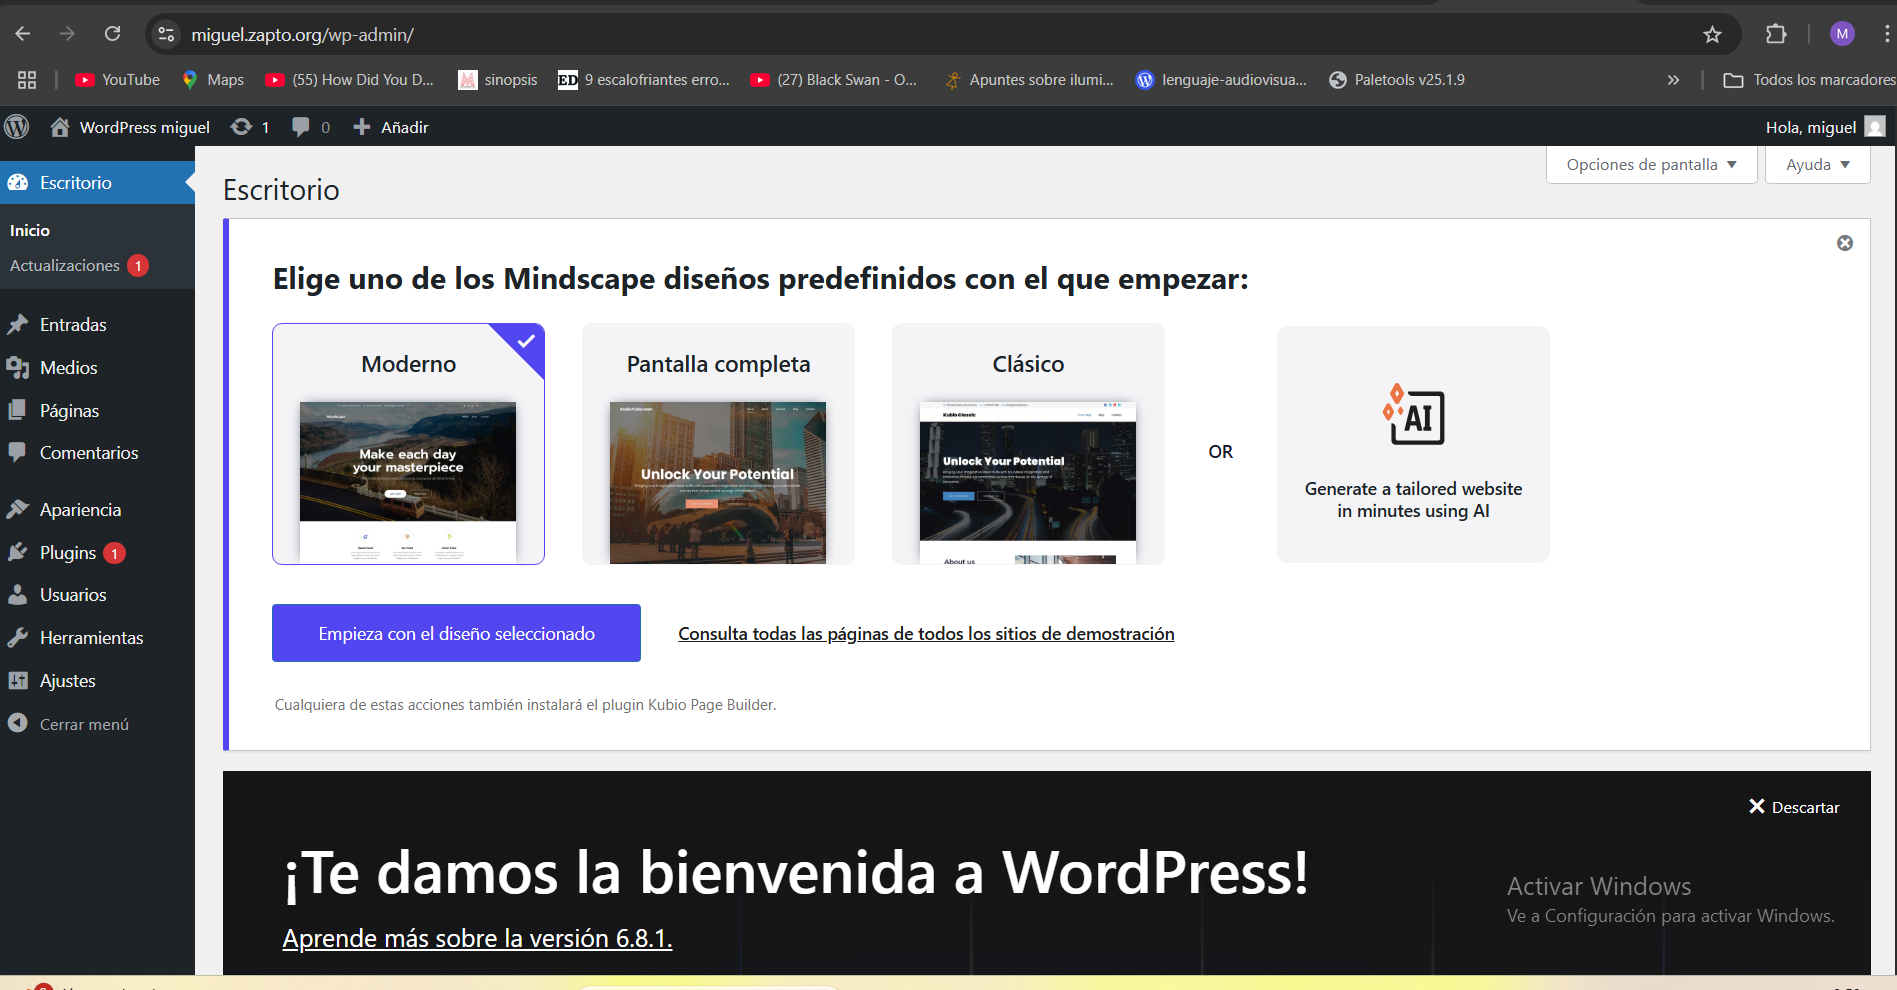 miguel.zapto.org/wp-admin/
M
YouTube
Maps
(55) How Did You D...
sinopsis
ED 9 escalofriantes erro...
(27) Black Swan - O...
Apuntes sobre ilumi...
lenguaje-audiovisua...
Paletools v25.1.9
»
Todos los marcadores
WordPress miguel
1
0
Añadir
Hola, miguel
Escritorio
Inicio
Actualizaciones 1
Entradas
Medios
Páginas
Comentarios
Apariencia
Plugins 1
Usuarios
Herramientas
Ajustes
Cerrar menú
Opciones de pantalla
Ayuda
Escritorio
Elige uno de los Mindscape diseños predefinidos con el que empezar:
Moderno
Make each day
your masterpiece
Pantalla completa
Unlock Your Potential
Clásico
Kubio Classic
Unlock Your Potential
About us
OR
AI
Generate a tailored website
in minutes using AI
Empieza con el diseño seleccionado
Consulta todas las páginas de todos los sitios de demostración
Cualquiera de estas acciones también instalará el plugin Kubio Page Builder.
Descartar
¡Te damos la bienvenida a WordPress!
Aprende más sobre la versión 6.8.1.
Activar Windows
Ve a Configuración para activar Windows.